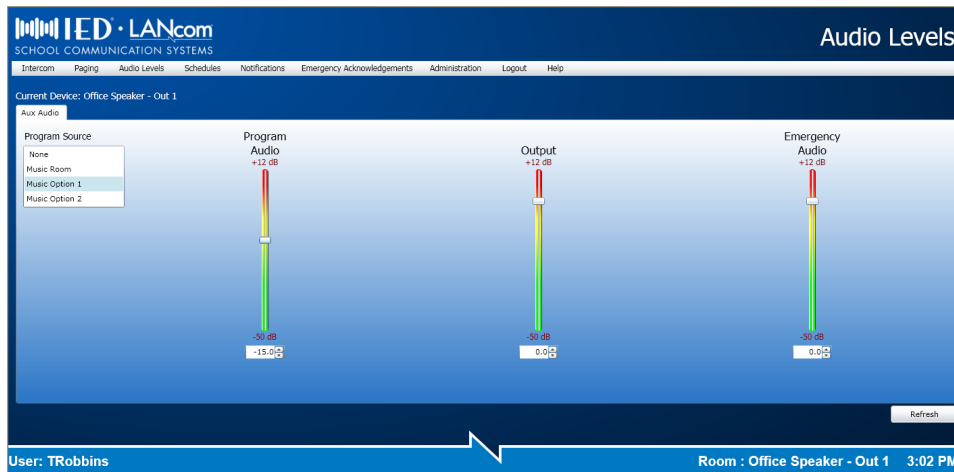 IED · LANcom
SCHOOL COMMUNICATION SYSTEMS
Audio Levels
Intercom Paging Audio Levels Schedules Notifications Emergency Acknowledgements Administration Logout Help
Current Device: Office Speaker - Out 1
Aux Audio
Program Source
None
Music Room
Music Option 1
Music Option 2
Program
Audio
+12 dB
-50 dB
-15.0
Output
+12 dB
-50 dB
0.0
Emergency
Audio
+12 dB
-50 dB
0.0
Refresh
User: TRobbins
Room : Office Speaker - Out 1 3:02 PM